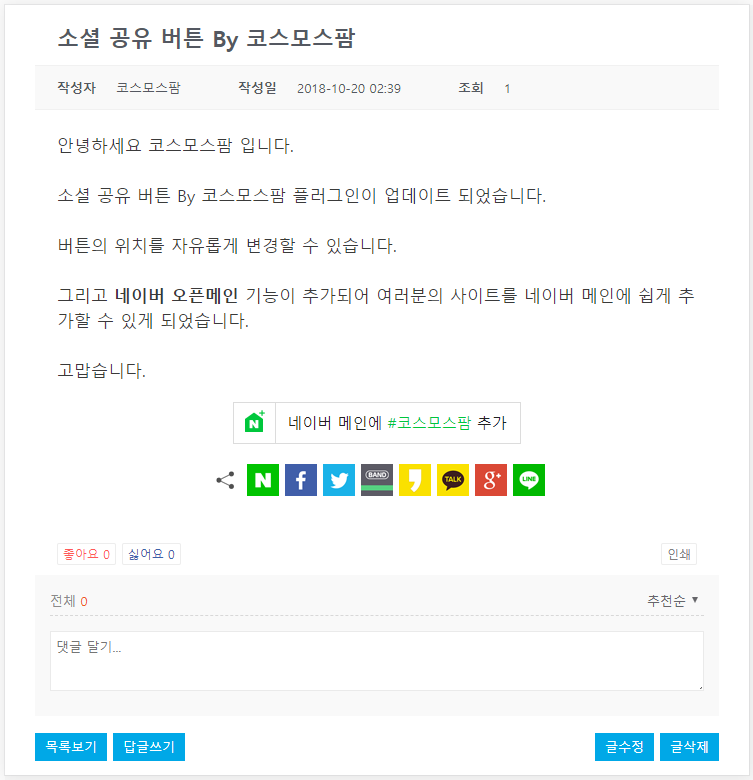 소셜 공유 버튼 By 코스모스팜
작성자 코스모스팜 작성일 2018-10-20 02:39 조회 1
안녕하세요 코스모스팜 입니다.
소셜 공유 버튼 By 코스모스팜 플러그인이 업데이트 되었습니다.
버튼의 위치를 자유롭게 변경할 수 있습니다.
그리고 네이버 오픈메인 기능이 추가되어 여러분의 사이트를 네이버 메인에 쉽게 추
가할 수 있게 되었습니다.
고맙습니다.
N 네이버 메인에 #코스모스팜 추가
N f BAND TALK g+ LINE
좋아요 0 싫어요 0 인쇄
전체 0 추천순 ▼
댓글 달기...
목록보기 답글쓰기 글수정 글삭제